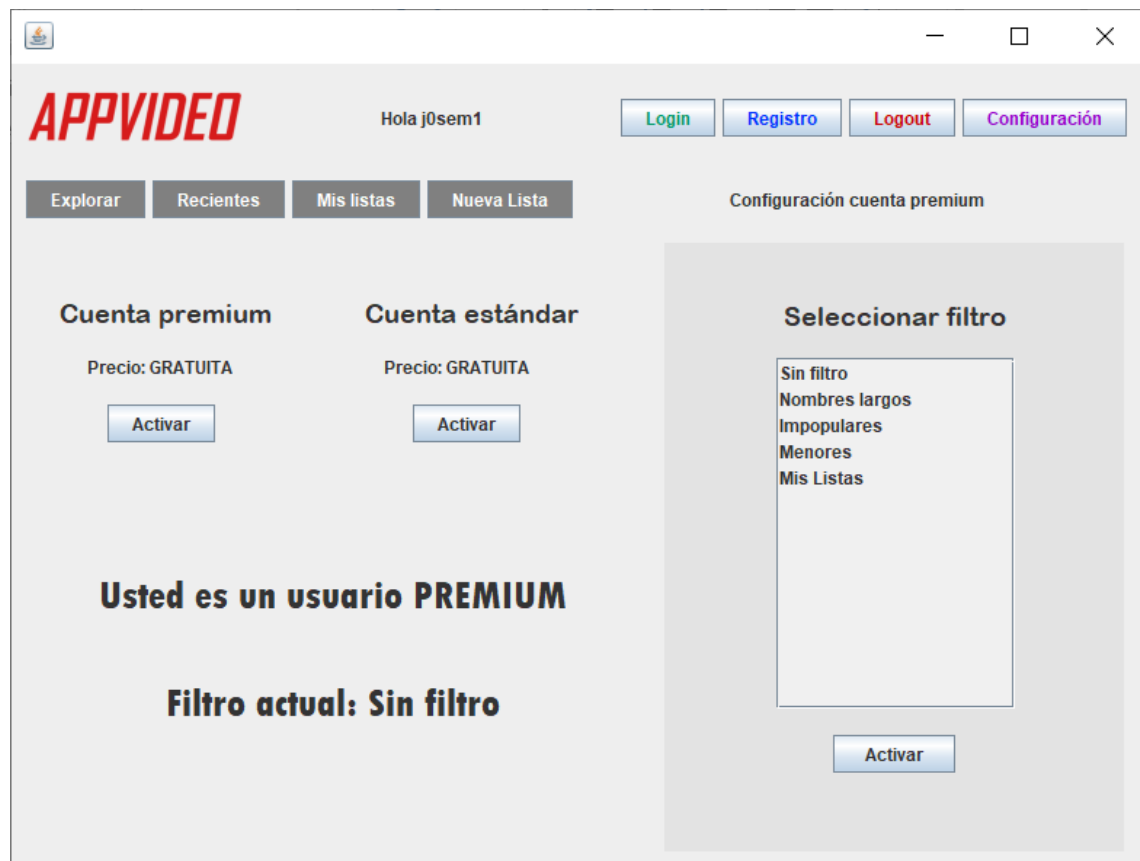 APPVIDEO
Hola j0sem1
Login
Registro
Logout
Configuración
Explorar
Recientes
Mis listas
Nueva Lista
Configuración cuenta premium
Cuenta premium
Precio: GRATUITA
Activar
Cuenta estándar
Precio: GRATUITA
Activar
Usted es un usuario PREMIUM
Filtro actual: Sin filtro
Seleccionar filtro
Sin filtro
Nombres largos
Impopulares
Menores
Mis Listas
Activar